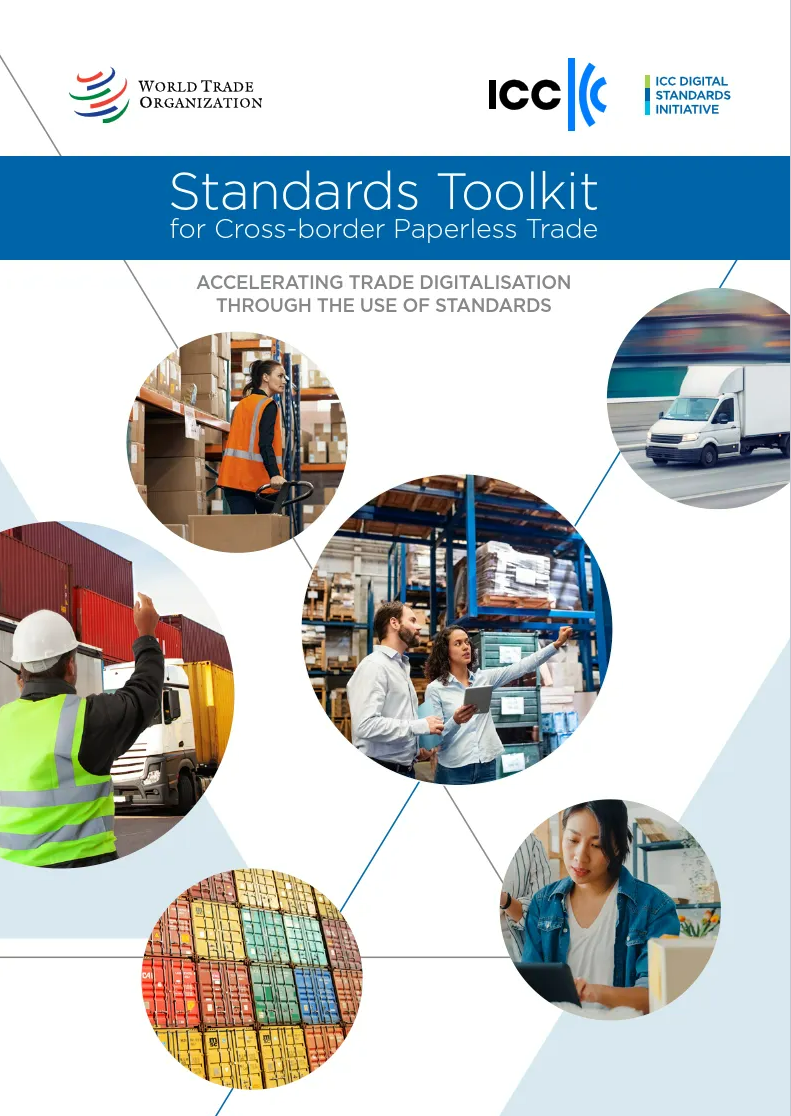 WORLD TRADE
ORGANIZATION
ICC
ICC DIGITAL
STANDARDS
INITIATIVE
Standards Toolkit
for Cross-border Paperless Trade
ACCELERATING TRADE DIGITALISATION
THROUGH THE USE OF STANDARDS